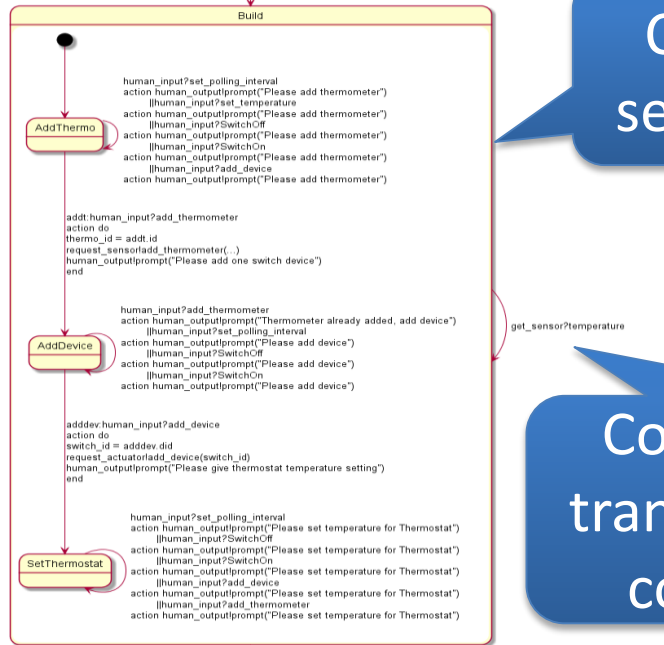 Build
human_input?set_polling_interval
action human_output!prompt("Please add thermometer")
||human_input?set_temperature
action human_output!prompt("Please add thermometer")
||human_input?SwitchOff
action human_output!prompt("Please add thermometer")
||human_input?SwitchOn
action human_output!prompt("Please add thermometer")
||human_input?add_device
action human_output!prompt("Please add thermometer")
AddThermo
addt:human_input?add_thermometer
action do
thermo_id = addt.id
request_sensor!add_thermometer(...)
human_output!prompt("Please add one switch device")
end
human_input?add_thermometer
action human_output!prompt("Thermometer already added, add device")
||human_input?set_polling_interval
action human_output!prompt("Please add device")
||human_input?SwitchOff
action human_output!prompt("Please add device")
||human_input?SwitchOn
action human_output!prompt("Please add device")
AddDevice
get_sensor?temperature
adddev:human_input?add_device
action do
switch_id = adddev.did
request_actuator!add_device(switch_id)
human_output!prompt("Please give thermostat temperature setting")
end
human_input?set_polling_interval
action human_output!prompt("Please set temperature for Thermostat")
||human_input?SwitchOff
action human_output!prompt("Please set temperature for Thermostat")
||human_input?SwitchOn
action human_output!prompt("Please set temperature for Thermostat")
||human_input?add_device
action human_output!prompt("Please set temperature for Thermostat")
||human_input?add_thermometer
action human_output!prompt("Please set temperature for Thermostat")
SetThermostat
se
Co
tran
co